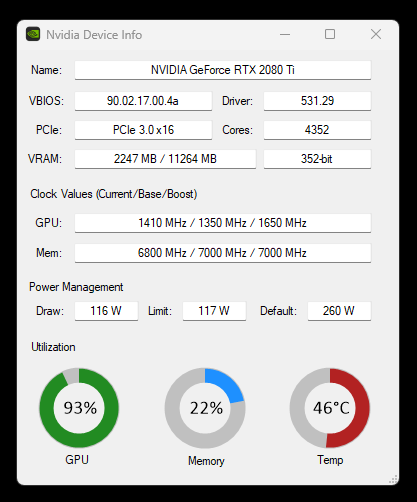 Nvidia Device Info
Name: NVIDIA GeForce RTX 2080 Ti
VBIOS: 90.02.17.00.4a Driver: 531.29
PCIe: PCIe 3.0 x16 Cores: 4352
VRAM: 2247 MB / 11264 MB 352-bit
Clock Values (Current/Base/Boost)
GPU: 1410 MHz / 1350 MHz / 1650 MHz
Mem: 6800 MHz / 7000 MHz / 7000 MHz
Power Management
Draw: 116 W Limit: 117 W Default: 260 W
Utilization
93% 22% 46°C
GPU Memory Temp